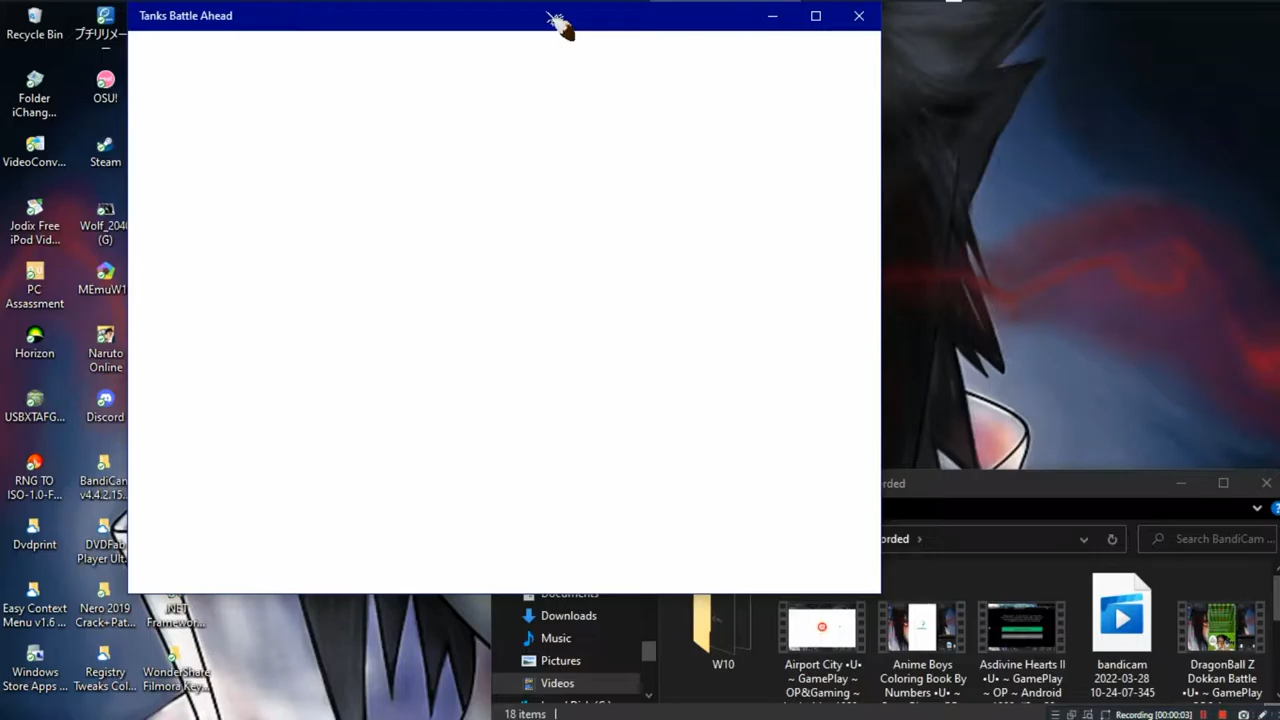 Tanks Battle Ahead
Recycle Bin
プチリリメー
Folder
iChang...
OSU!
VideoConv...
Steam
Jodix Free
iPod Vid...
Wolf_204
(G)
PC
Assassment
MEmuW1
Horizon
Naruto
Online
USBXTAFG...
Discord
RNG TO
ISO-1.0-F...
BandiCam
v4.4.2.15...
Dvdprint
DVDFab
Player Ult...
Easy Context
Menu v1.6 ...
Nero 2019
Crack+Pat...
.NET
Framewor...
Windows
Store Apps ...
Registry
Tweaks Col...
WonderShare
Filmora Key...
rded
orded
Search BandiCam ...
Documents
Downloads
Music
Pictures
Videos
W10
Airport City •U•
~ GamePlay ~
OP&Gaming ~
Anime Boys
Coloring Book By
Numbers •U• ~
Asdivine Hearts II
•U• ~ GamePlay
~ OP ~ Android
bandicam
2022-03-28
10-24-07-345
DragonBall Z
Dokkan Battle
•U• ~ GamePlay
18 items
Recording [00:00:03]